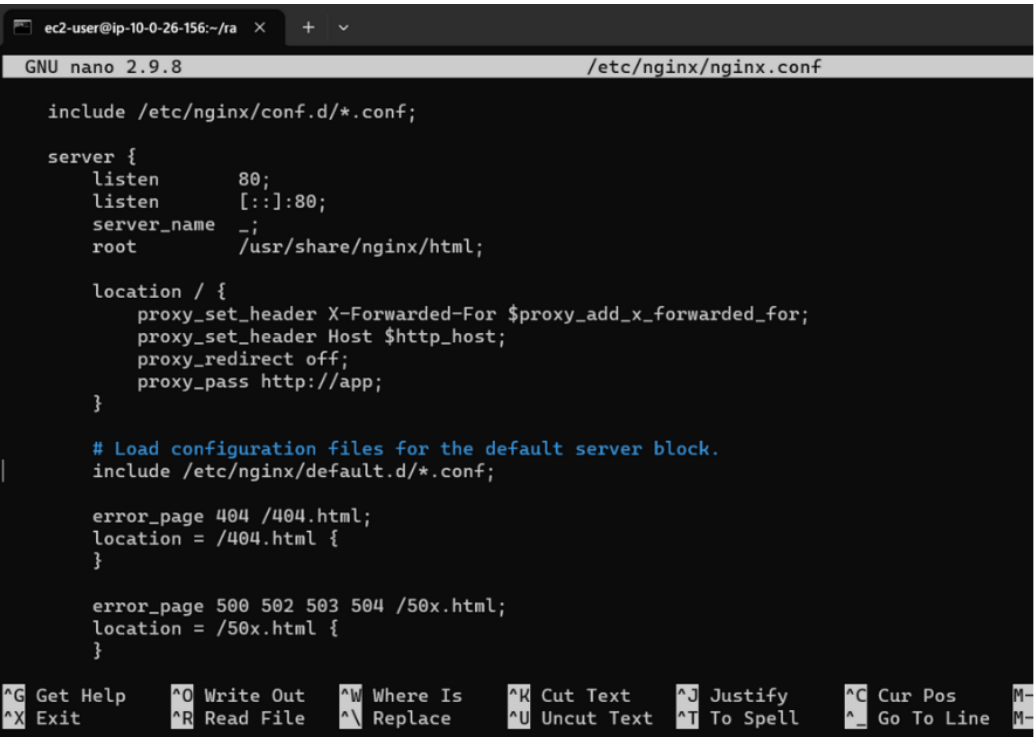 ec2-user@ip-10-0-26-156:~/ra × + ⌄
GNU nano 2.9.8 /etc/nginx/nginx.conf
include /etc/nginx/conf.d/*.conf;
server {
listen 80;
listen [::]:80;
server_name _;
root /usr/share/nginx/html;
location / {
proxy_set_header X-Forwarded-For $proxy_add_x_forwarded_for;
proxy_set_header Host $http_host;
proxy_redirect off;
proxy_pass http://app;
}
# Load configuration files for the default server block.
include /etc/nginx/default.d/*.conf;
error_page 404 /404.html;
location = /404.html {
}
error_page 500 502 503 504 /50x.html;
location = /50x.html {
}
^G Get Help ^O Write Out ^W Where Is ^K Cut Text ^J Justify ^C Cur Pos M-
^X Exit ^R Read File ^\ Replace ^U Uncut Text ^T To Spell ^_ Go To Line M-